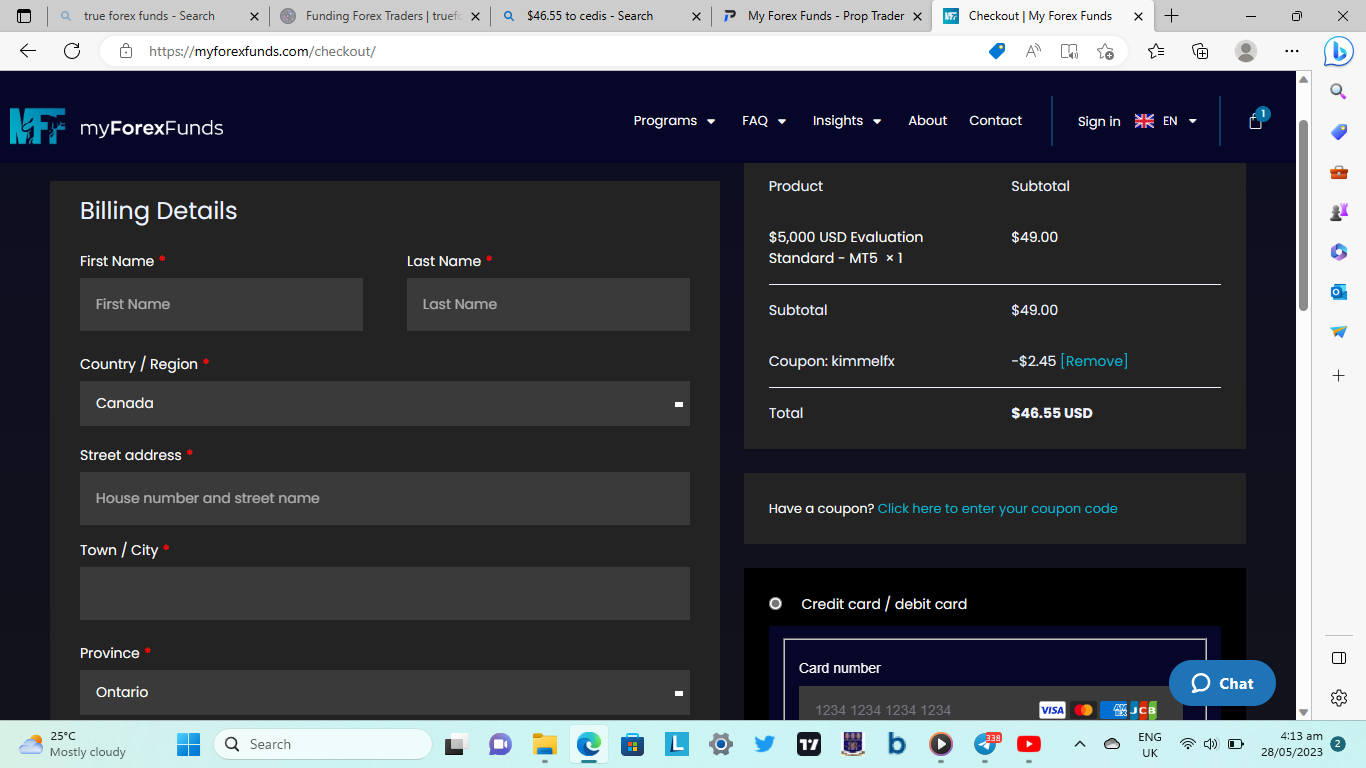 true forex funds - Search
Funding Forex Traders | truefo
$46.55 to cedis - Search
My Forex Funds - Prop Trader
Checkout | My Forex Funds
https://myforexfunds.com/checkout/
MFF myForexFunds
Programs
FAQ
Insights
About
Contact
Sign in
EN
1
Billing Details
First Name *
Last Name *
First Name
Last Name
Country / Region *
Canada
Street address *
House number and street name
Town / City *
Province *
Ontario
Product Subtotal
$5,000 USD Evaluation $49.00
Standard - MT5 × 1
Subtotal $49.00
Coupon: kimmelfx -$2.45 [Remove]
Total $46.55 USD
Have a coupon? Click here to enter your coupon code
Credit card / debit card
Card number
1234 1234 1234 1234
VISA
JCB
Chat
25°C
Mostly cloudy
Search
338
ENG
UK
4:13 am
28/05/2023
2